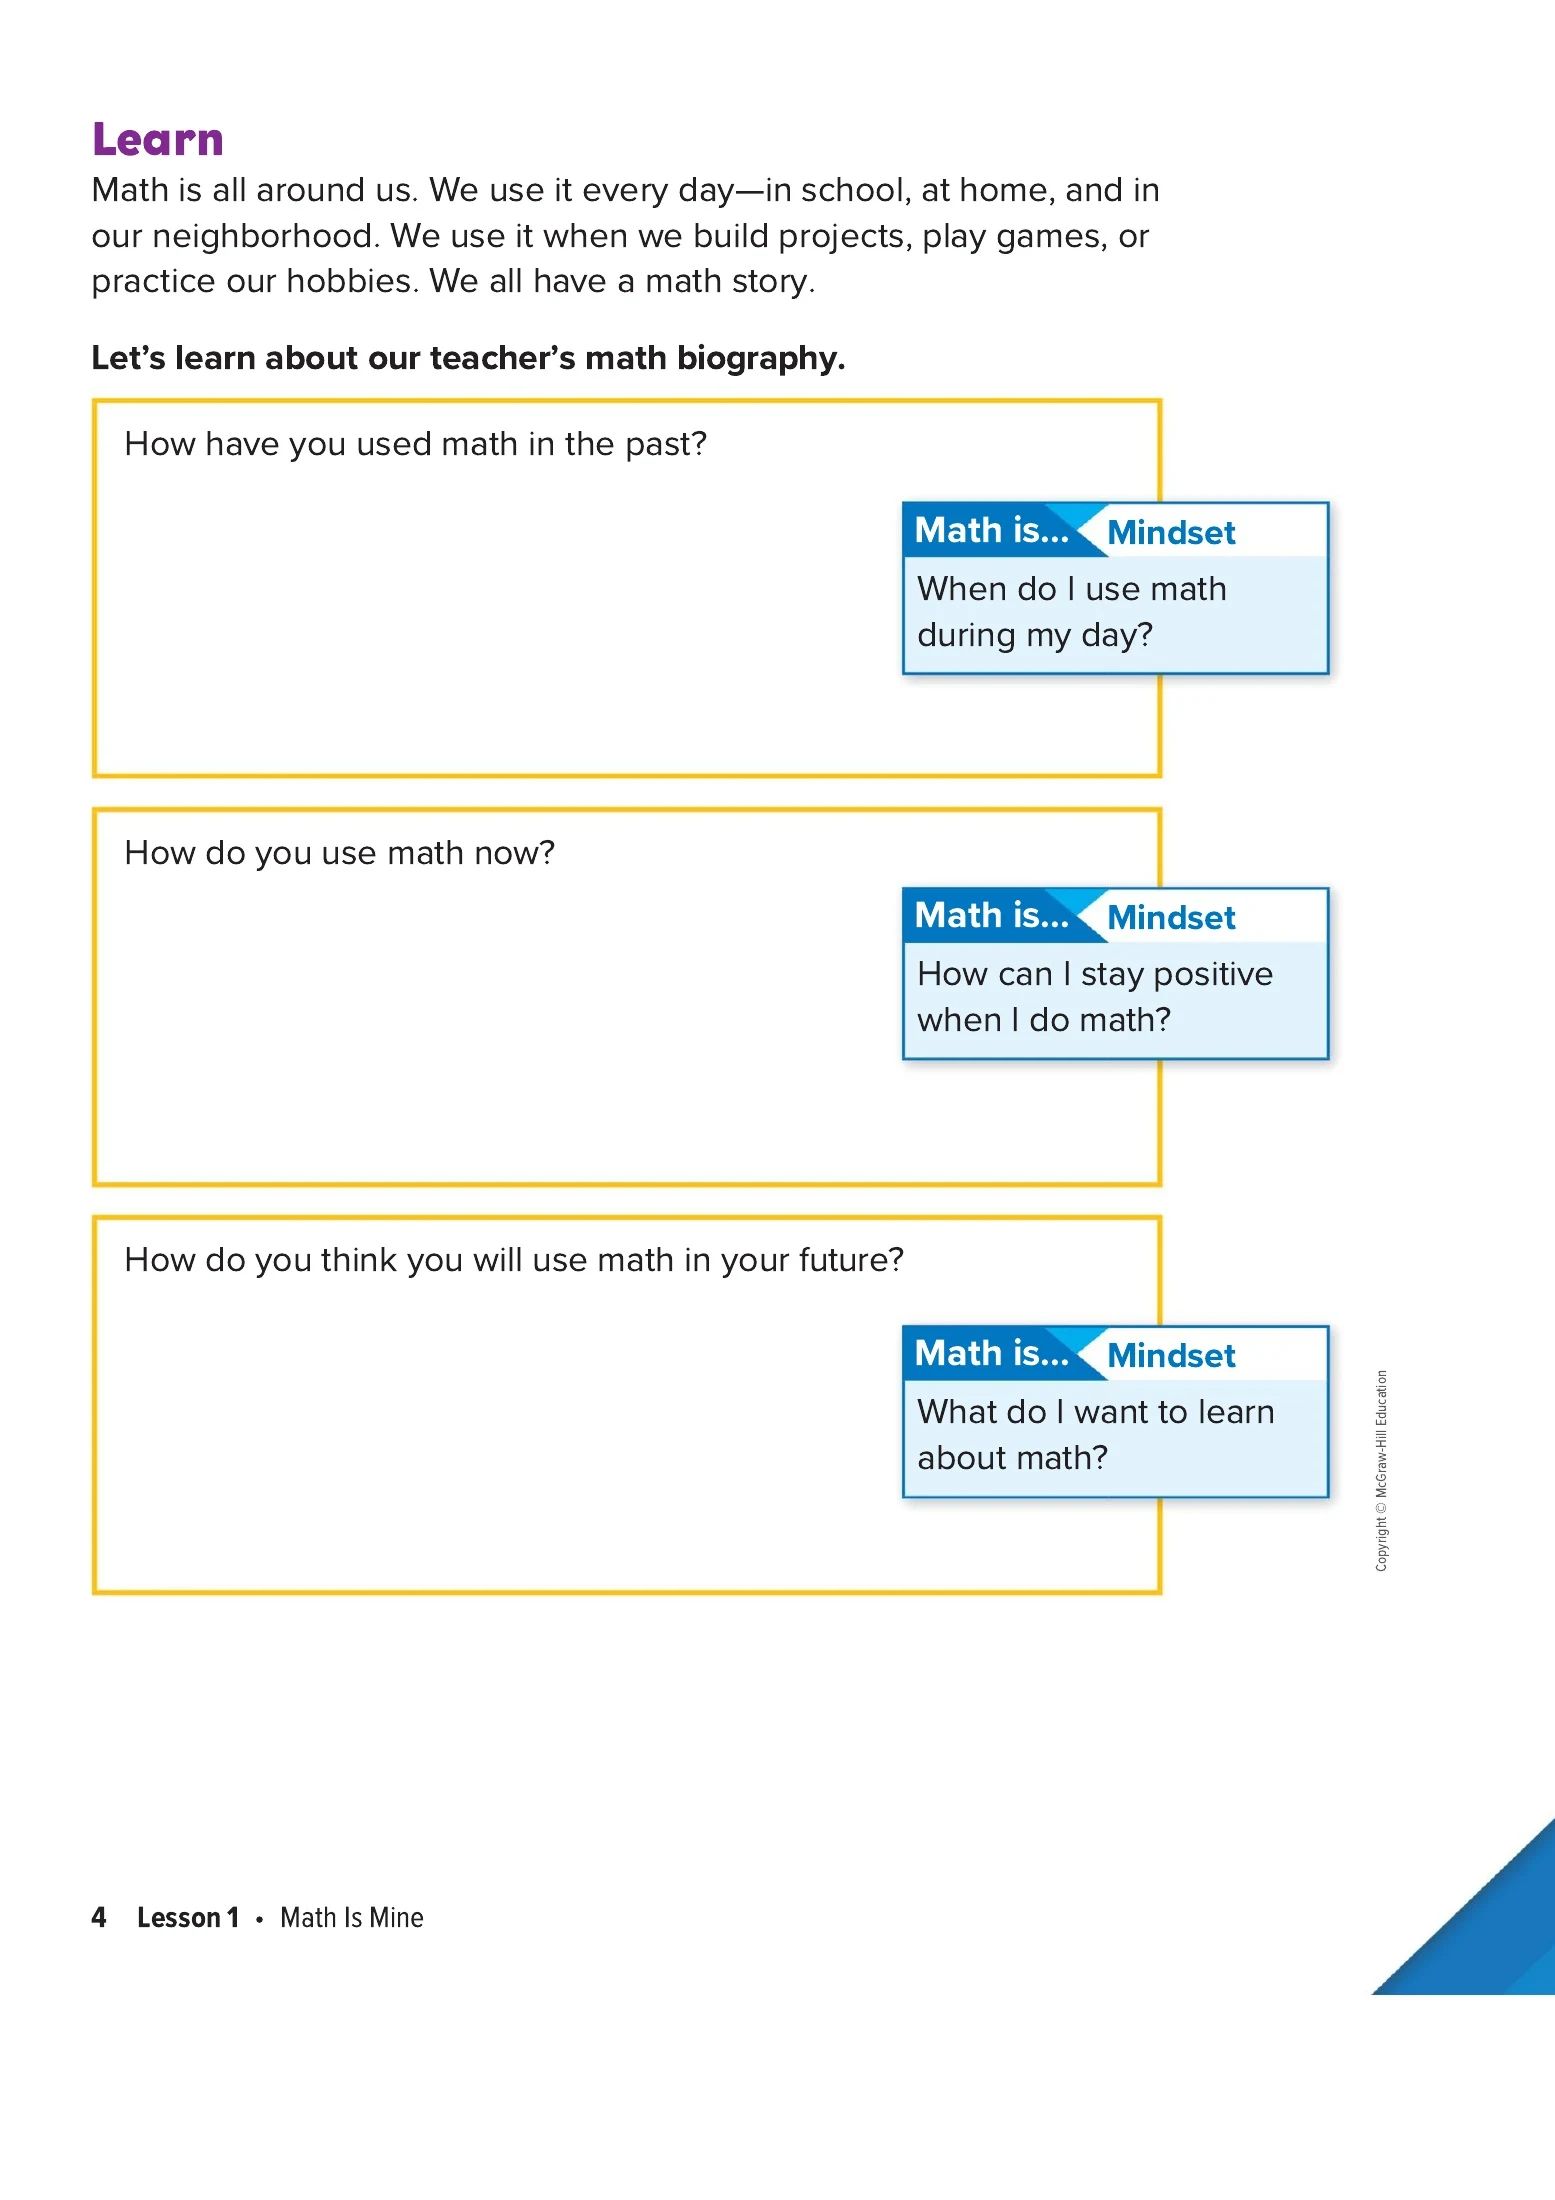 Learn
Math is all around us. We use it every day—in school, at home, and in
our neighborhood. We use it when we build projects, play games, or
practice our hobbies. We all have a math story.
Let’s learn about our teacher’s math biography.
How have you used math in the past?
Math is... Mindset
When do I use math
during my day?
How do you use math now?
Math is... Mindset
How can I stay positive
when I do math?
How do you think you will use math in your future?
Math is... Mindset
What do I want to learn
about math?
Copyright © McGraw-Hill Education
4 Lesson 1 • Math Is Mine